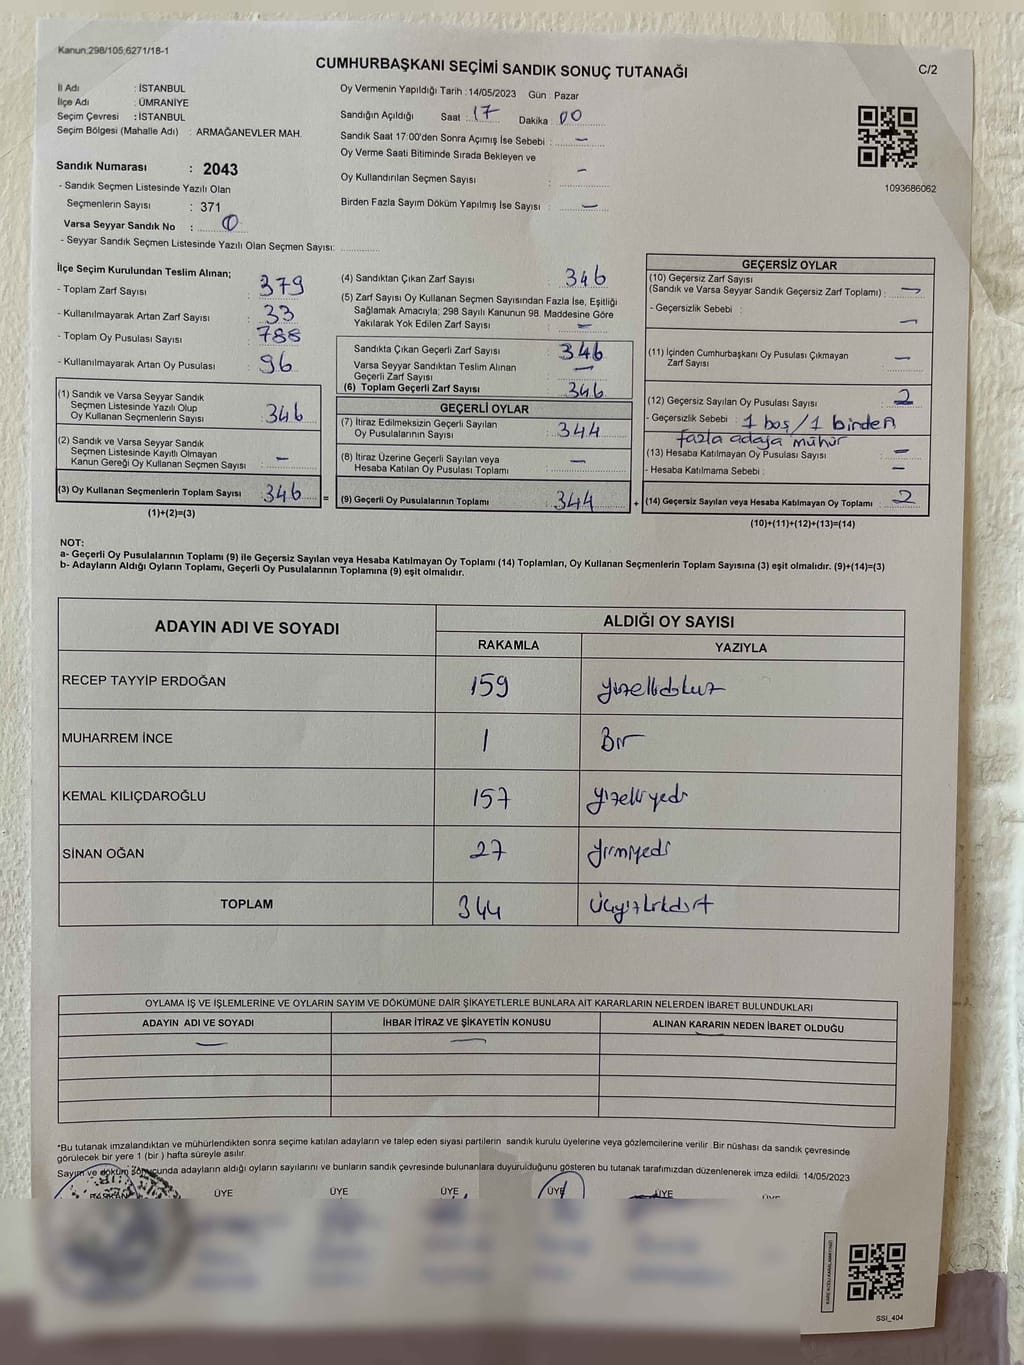 Kanun;298/105;6271/18-1
CUMHURBAŞKANI SEÇİMİ SANDIK SONUÇ TUTANAĞI
C/2
İl Adı : İSTANBUL
İlçe Adı : ÜMRANİYE
Seçim Çevresi : İSTANBUL
Seçim Bölgesi (Mahalle Adı) : ARMAĞANEVLER MAH.
Sandık Numarası : 2043
- Sandık Seçmen Listesinde Yazılı Olan
Seçmenlerin Sayısı : 371
Varsa Seyyar Sandık No : 0
- Seyyar Sandık Seçmen Listesinde Yazılı Olan Seçmen Sayısı:
Oy Vermenin Yapıldığı Tarih : 14/05/2023 Gün : Pazar
Sandığın Açıldığı Saat : 17 Dakika : 00
Sandık Saat 17:00'den Sonra Açımış İse Sebebi : —
Oy Verme Saati Bitiminde Sırada Bekleyen ve
Oy Kullandırılan Seçmen Sayısı : —
Birden Fazla Sayım Döküm Yapılmış İse Sayısı : —
1093686062
İlçe Seçim Kurulundan Teslim Alınan;
- Toplam Zarf Sayısı : 379
- Kullanılmayarak Artan Zarf Sayısı : 33
- Toplam Oy Pusulası Sayısı : 788
- Kullanılmayarak Artan Oy Pusulası : 96
(1) Sandık ve Varsa Seyyar Sandık
Seçmen Listesinde Yazılı Olup
Oy Kullanan Seçmenlerin Sayısı : 346
(2) Sandık ve Varsa Seyyar Sandık
Seçmen Listesinde Kayıtlı Olmayan
Kanun Gereği Oy Kullanan Seçmen Sayısı : —
(3) Oy Kullanan Seçmenlerin Toplam Sayısı : 346
(1)+(2)=(3)
(4) Sandıktan Çıkan Zarf Sayısı : 346
(5) Zarf Sayısı Oy Kullanan Seçmen Sayısından Fazla İse, Eşitliği
Sağlamak Amacıyla; 298 Sayılı Kanunun 98. Maddesine Göre
Yakılarak Yok Edilen Zarf Sayısı : —
Sandıkta Çıkan Geçerli Zarf Sayısı : 346
Varsa Seyyar Sandıktan Teslim Alınan
Geçerli Zarf Sayısı : —
(6) Toplam Geçerli Zarf Sayısı : 346
GEÇERLİ OYLAR
(7) İtiraz Edilmeksizin Geçerli Sayılan
Oy Pusulalarının Sayısı : 344
(8) İtiraz Üzerine Geçerli Sayılan veya
Hesaba Katılan Oy Pusulası Toplamı : —
= (9) Geçerli Oy Pusulalarının Toplamı : 344
GEÇERSİZ OYLAR
(10) Geçersiz Zarf Sayısı
(Sandık ve Varsa Seyyar Sandık Geçersiz Zarf Toplamı) : —
- Geçersizlik Sebebi : —
(11) İçinden Cumhurbaşkanı Oy Pusulası Çıkmayan
Zarf Sayısı : —
(12) Geçersiz Sayılan Oy Pusulası Sayısı : 2
- Geçersizlik Sebebi : 1 boş / 1 birden
fazla adaya mühür
(13) Hesaba Katılmayan Oy Pusulası Sayısı : —
- Hesaba Katılmama Sebebi : —
+ (14) Geçersiz Sayılan veya Hesaba Katılmayan Oy Toplamı : 2
(10)+(11)+(12)+(13)=(14)
NOT:
a- Geçerli Oy Pusulalarının Toplamı (9) ile Geçersiz Sayılan veya Hesaba Katılmayan Oy Toplamı (14) Toplamları, Oy Kullanan Seçmenlerin Toplam Sayısına (3) eşit olmalıdır. (9)+(14)=(3)
b- Adayların Aldığı Oyların Toplamı, Geçerli Oy Pusulalarının Toplamına (9) eşit olmalıdır.
ADAYIN ADI VE SOYADI
ALDIĞI OY SAYISI
RAKAMLA YAZIYLA
RECEP TAYYİP ERDOĞAN 159 yüzellidokuz
MUHARREM İNCE 1 Bir
KEMAL KILIÇDAROĞLU 157 yüzelliyedi
SİNAN OĞAN 27 yirmiyedi
TOPLAM 344 üçyüzkırkdört
OYLAMA İŞ VE İŞLEMLERİNE VE OYLARIN SAYIM VE DÖKÜMÜNE DAİR ŞİKAYETLERLE BUNLARA AİT KARARLARIN NELERDEN İBARET BULUNDUKLARI
ADAYIN ADI VE SOYADI İHBAR İTİRAZ VE ŞİKAYETİN KONUSU ALINAN KARARIN NEDEN İBARET OLDUĞU
— — —
*Bu tutanak imzalandıktan ve mühürlendikten sonra seçime katılan adayların ve talep eden siyasi partilerin sandık kurulu üyelerine veya gözlemcilerine verilir. Bir nüshası da sandık çevresinde
görülecek bir yere 1 (bir ) hafta süreyle asılır.
Sayım ve döküm sonucunda adayların aldığı oyların sayılarını ve bunların sandık çevresinde bulunanlara duyurulduğunu gösteren bu tutanak tarafımızdan düzenlenerek imza edildi. 14/05/2023
ÜYE ÜYE ÜYE ÜYE ÜYE
SSI_404